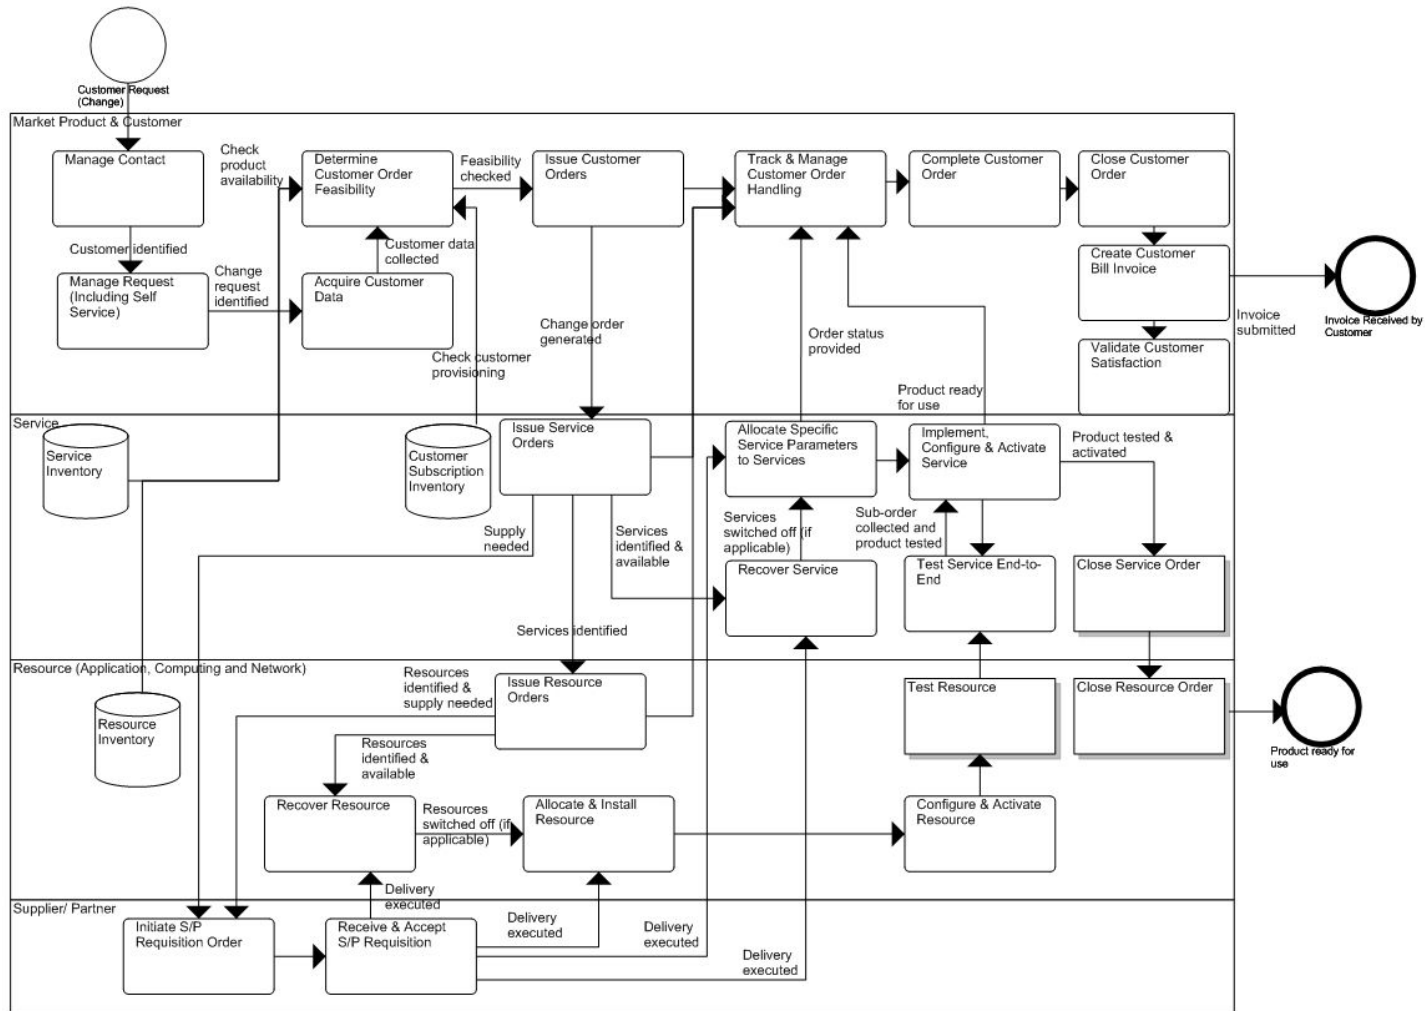 Customer Request
(Change)
Market Product & Customer
Manage Contact
Check
product
availability
Determine
Customer Order
Feasibility
Feasibility
checked
Issue Customer
Orders
Track & Manage
Customer Order
Handling
Complete Customer
Order
Close Customer
Order
Customer identified
Customer data
collected
Manage Request
(Including Self
Service)
Change
request
identified
Acquire Customer
Data
Create Customer
Bill Invoice
Invoice
submitted
Invoice Received by
Customer
Change order
generated
Order status
provided
Check customer
provisioning
Validate Customer
Satisfaction
Product ready
for use
Service
Service
Inventory
Customer
Subscription
Inventory
Issue Service
Orders
Allocate Specific
Service Parameters
to Services
Implement,
Configure & Activate
Service
Product tested &
activated
Supply
needed
Services
identified &
available
Services
switched off (if
applicable)
Sub-order
collected and
product tested
Recover Service
Test Service End-to-
End
Close Service Order
Services identified
Resource (Application, Computing and Network)
Resources
identified &
supply needed
Issue Resource
Orders
Test Resource
Close Resource Order
Resource
Inventory
Resources
identified &
available
Product ready for
use
Recover Resource
Resources
switched off (if
applicable)
Allocate & Install
Resource
Configure & Activate
Resource
Delivery
executed
Supplier/ Partner
Initiate S/P
Requisition Order
Receive & Accept
S/P Requisition
Delivery
executed
Delivery
executed
Delivery
executed